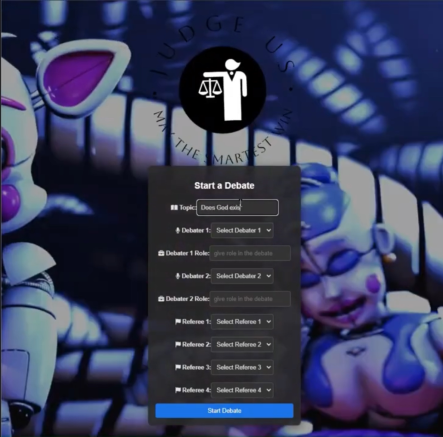 JUDGE US
MAY THE SMARTEST WIN
Start a Debate
Topic: Does God exis
Debater 1: Select Debater 1
Debater 1 Role: give role in the debate
Debater 2: Select Debater 2
Debater 2 Role: give role in the debate
Referee 1: Select Referee 1
Referee 2: Select Referee 2
Referee 3: Select Referee 3
Referee 4: Select Referee 4
Start Debate